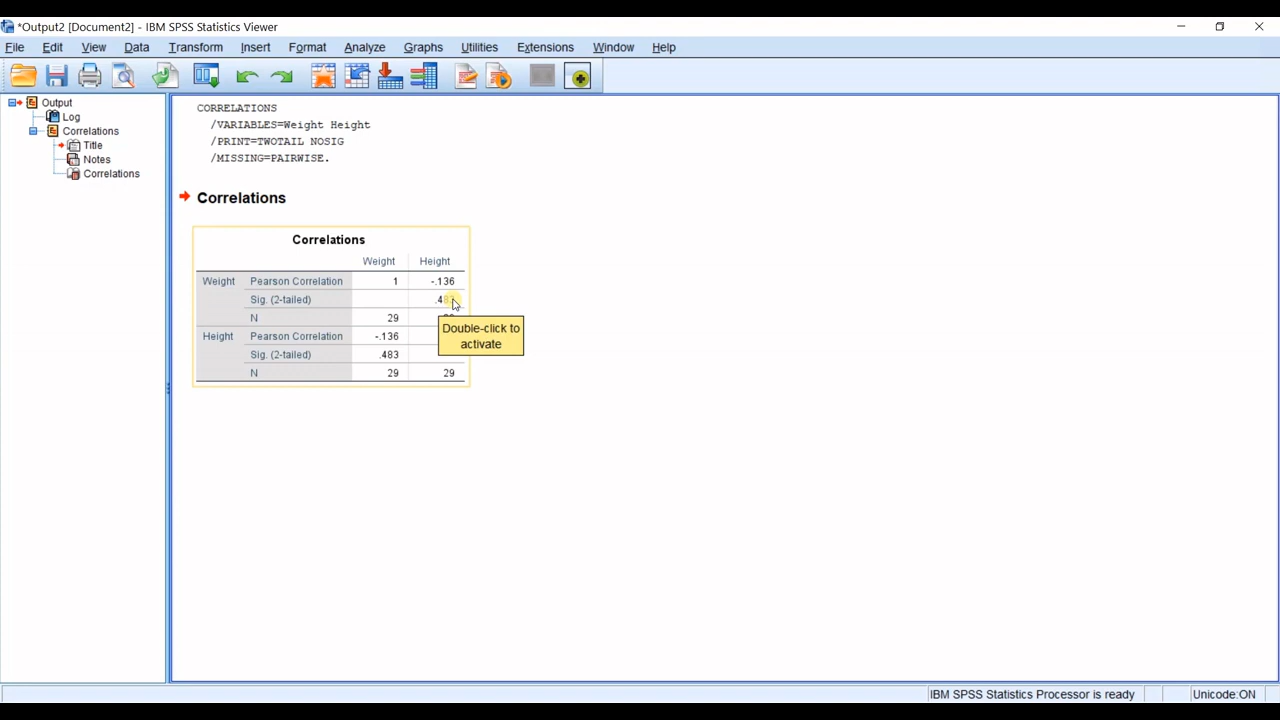 *Output2 [Document2] - IBM SPSS Statistics Viewer
File Edit View Data Transform Insert Format Analyze Graphs Utilities Extensions Window Help
Output
Log
Correlations
Title
Notes
Correlations
CORRELATIONS
/VARIABLES=Weight Height
/PRINT=TWOTAIL NOSIG
/MISSING=PAIRWISE.
Correlations
Correlations
Weight Height
Weight Pearson Correlation 1 -.136
Sig. (2-tailed) .483
N 29
Double-click to
activate
Height Pearson Correlation -.136
Sig. (2-tailed) .483
N 29 29
IBM SPSS Statistics Processor is ready Unicode:ON